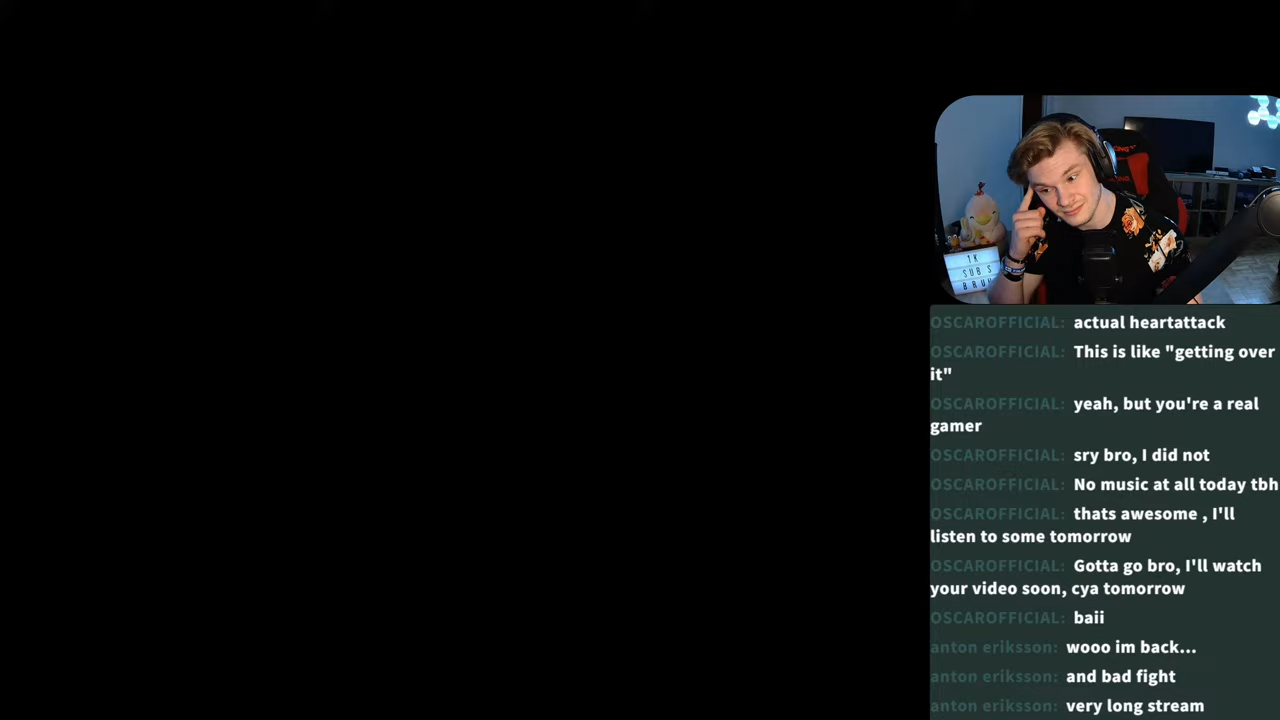 1K
SUBS
BRUV
OSCAROFFICIAL: actual heartattack
OSCAROFFICIAL: This is like "getting over
it"
OSCAROFFICIAL: yeah, but you're a real
gamer
OSCAROFFICIAL: sry bro, I did not
OSCAROFFICIAL: No music at all today tbh
OSCAROFFICIAL: thats awesome , I'll
listen to some tomorrow
OSCAROFFICIAL: Gotta go bro, I'll watch
your video soon, cya tomorrow
OSCAROFFICIAL: baii
anton eriksson: wooo im back...
anton eriksson: and bad fight
anton eriksson: very long stream